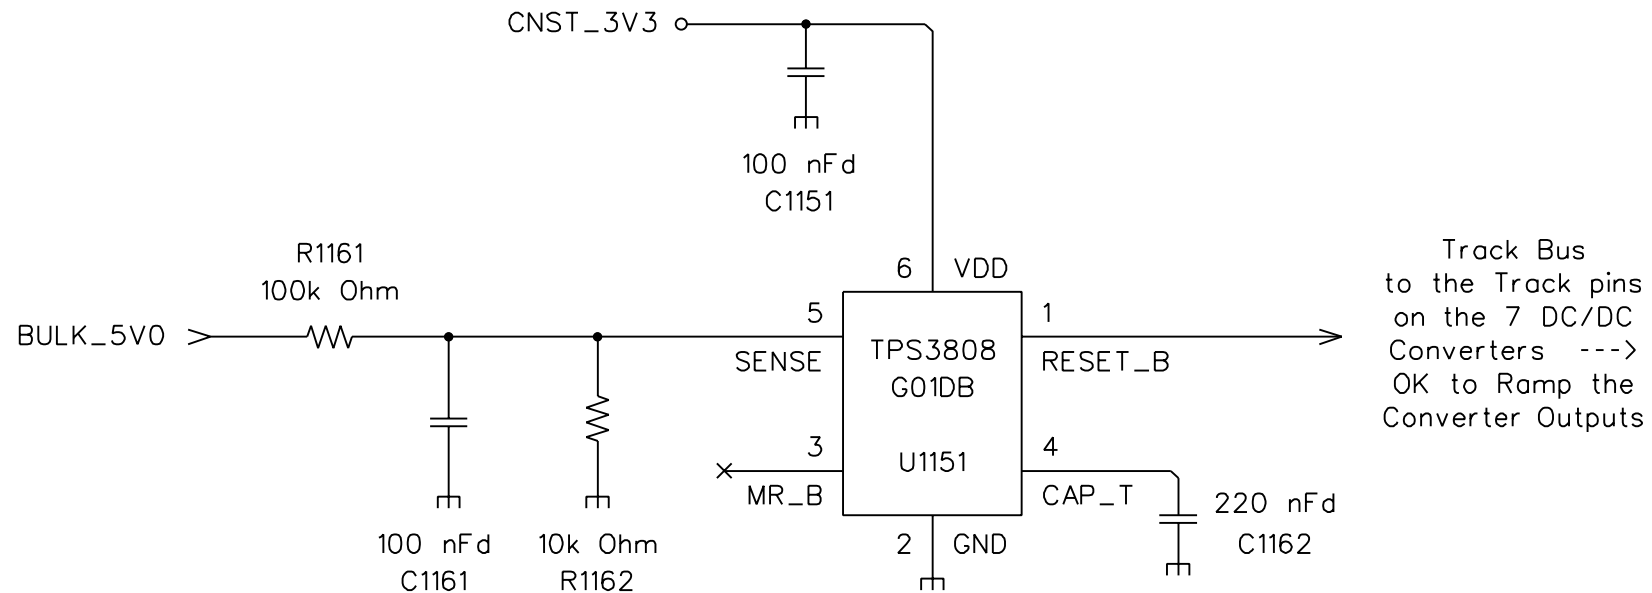 CNST_3V3
100 nFd
C1151
R1161
100k Ohm
BULK_5V0
6 VDD
5
SENSE
TPS3808
G01DB
U1151
1
RESET_B
3
MR_B
4
CAP_T
2 GND
100 nFd
C1161
10k Ohm
R1162
220 nFd
C1162
Track Bus
to the Track pins
on the 7 DC/DC
Converters --->
OK to Ramp the
Converter Outputs